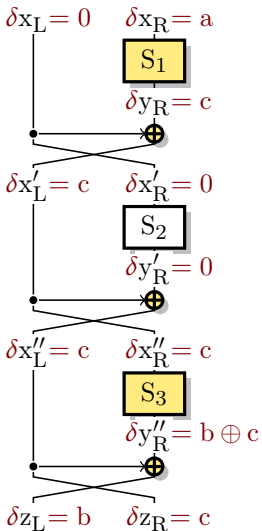 δx_L = 0 δx_R = a
S_1
δy_R = c
δx′_L = c δx′_R = 0
S_2
δy′_R = 0
δx″_L = c δx″_R = c
S_3
δy″_R = b ⊕ c
δz_L = b δz_R = c